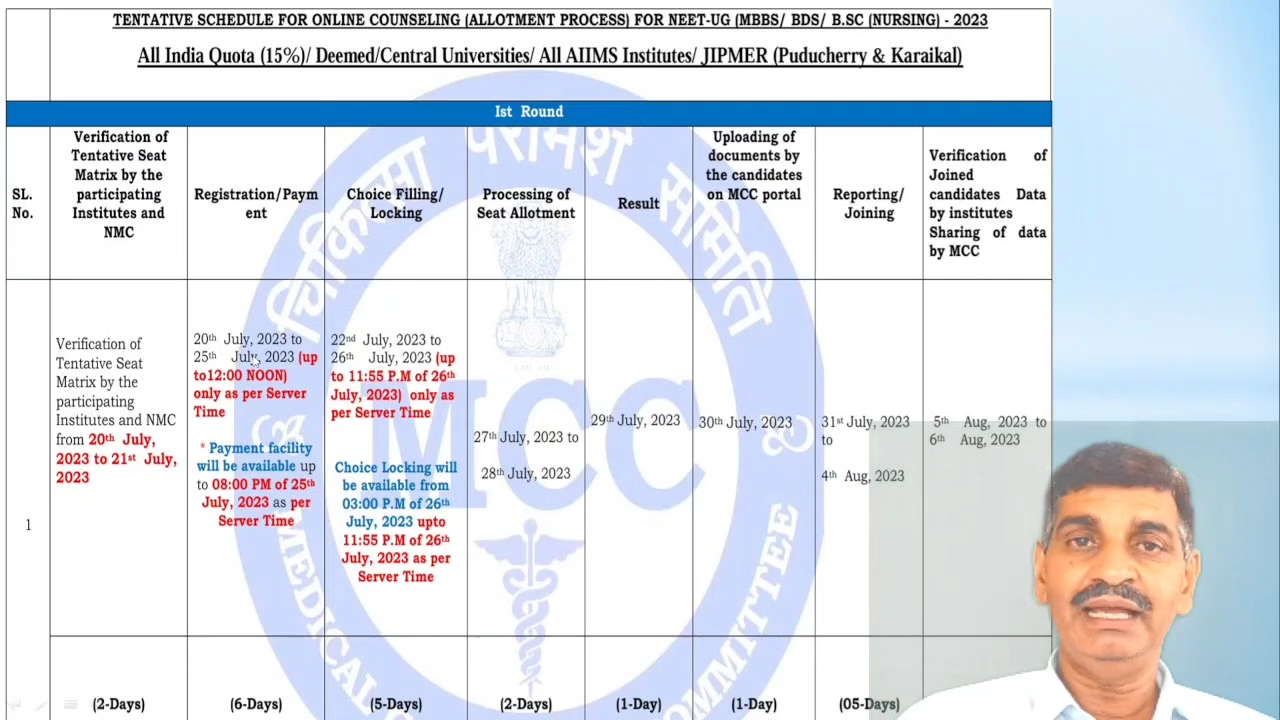 TENTATIVE SCHEDULE FOR ONLINE COUNSELING (ALLOTMENT PROCESS) FOR NEET-UG (MBBS/ BDS/ B.SC (NURSING) - 2023
All India Quota (15%)/ Deemed/Central Universities/ All AIIMS Institutes/ JIPMER (Puducherry & Karaikal)
Ist Round
SL.
No.
Verification of
Tentative Seat
Matrix by the
participating
Institutes and
NMC
Registration/Paym
ent
Choice Filling/
Locking
Processing of
Seat Allotment
Result
Uploading of
documents by
the candidates
on MCC portal
Reporting/
Joining
Verification of
Joined
candidates Data
by institutes
Sharing of data
by MCC
1
Verification of
Tentative Seat
Matrix by the
participating
Institutes and NMC
from 20th July,
2023 to 21st July,
2023
20th July, 2023 to
25th July, 2023 (up
to12:00 NOON)
only as per Server
Time
* Payment facility
will be available up
to 08:00 PM of 25th
July, 2023 as per
Server Time
22nd July, 2023 to
26th July, 2023 (up
to 11:55 P.M of 26th
July, 2023) only as
per Server Time
Choice Locking will
be available from
03:00 P.M of 26th
July, 2023 upto
11:55 P.M of 26th
July, 2023 as per
Server Time
27th July, 2023 to
28th July, 2023
29th July, 2023
30th July, 2023
31st July, 2023
to
4th Aug, 2023
5th Aug, 2023 to
6th Aug, 2023
(2-Days)
(6-Days)
(5-Days)
(2-Days)
(1-Day)
(1-Day)
(05-Days)
चिकित्सा परामर्श समिति
MCC
MEDICAL
COMMITTEE